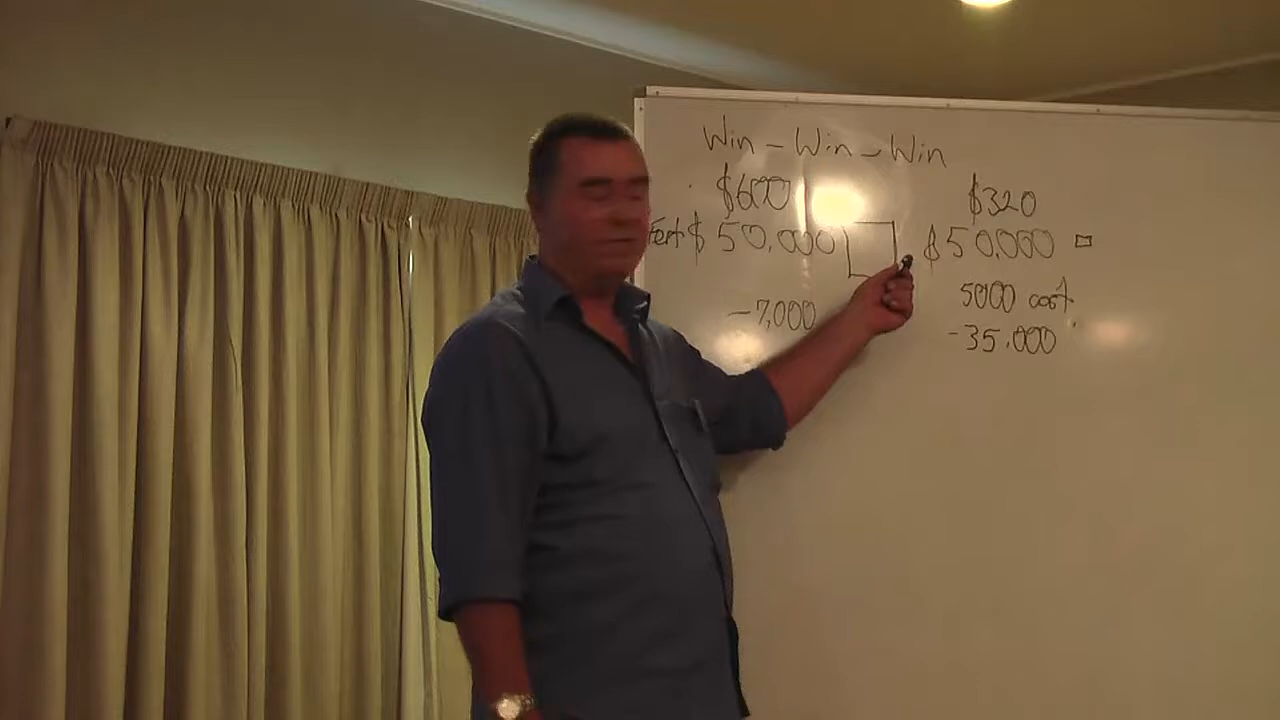 Win - Win - Win
$600 $320
Fert $50,000 $50,000
5000 cost
-7,000
-35,000